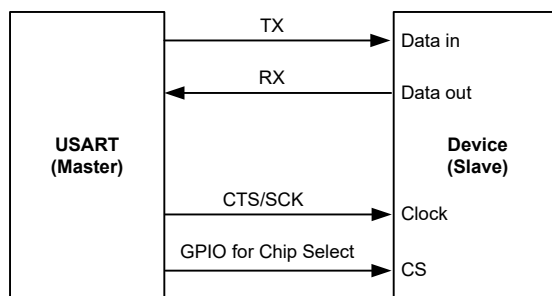 TX
Data in
RX
Data out
USART
(Master)
Device
(Slave)
CTS/SCK
Clock
GPIO for Chip Select
CS